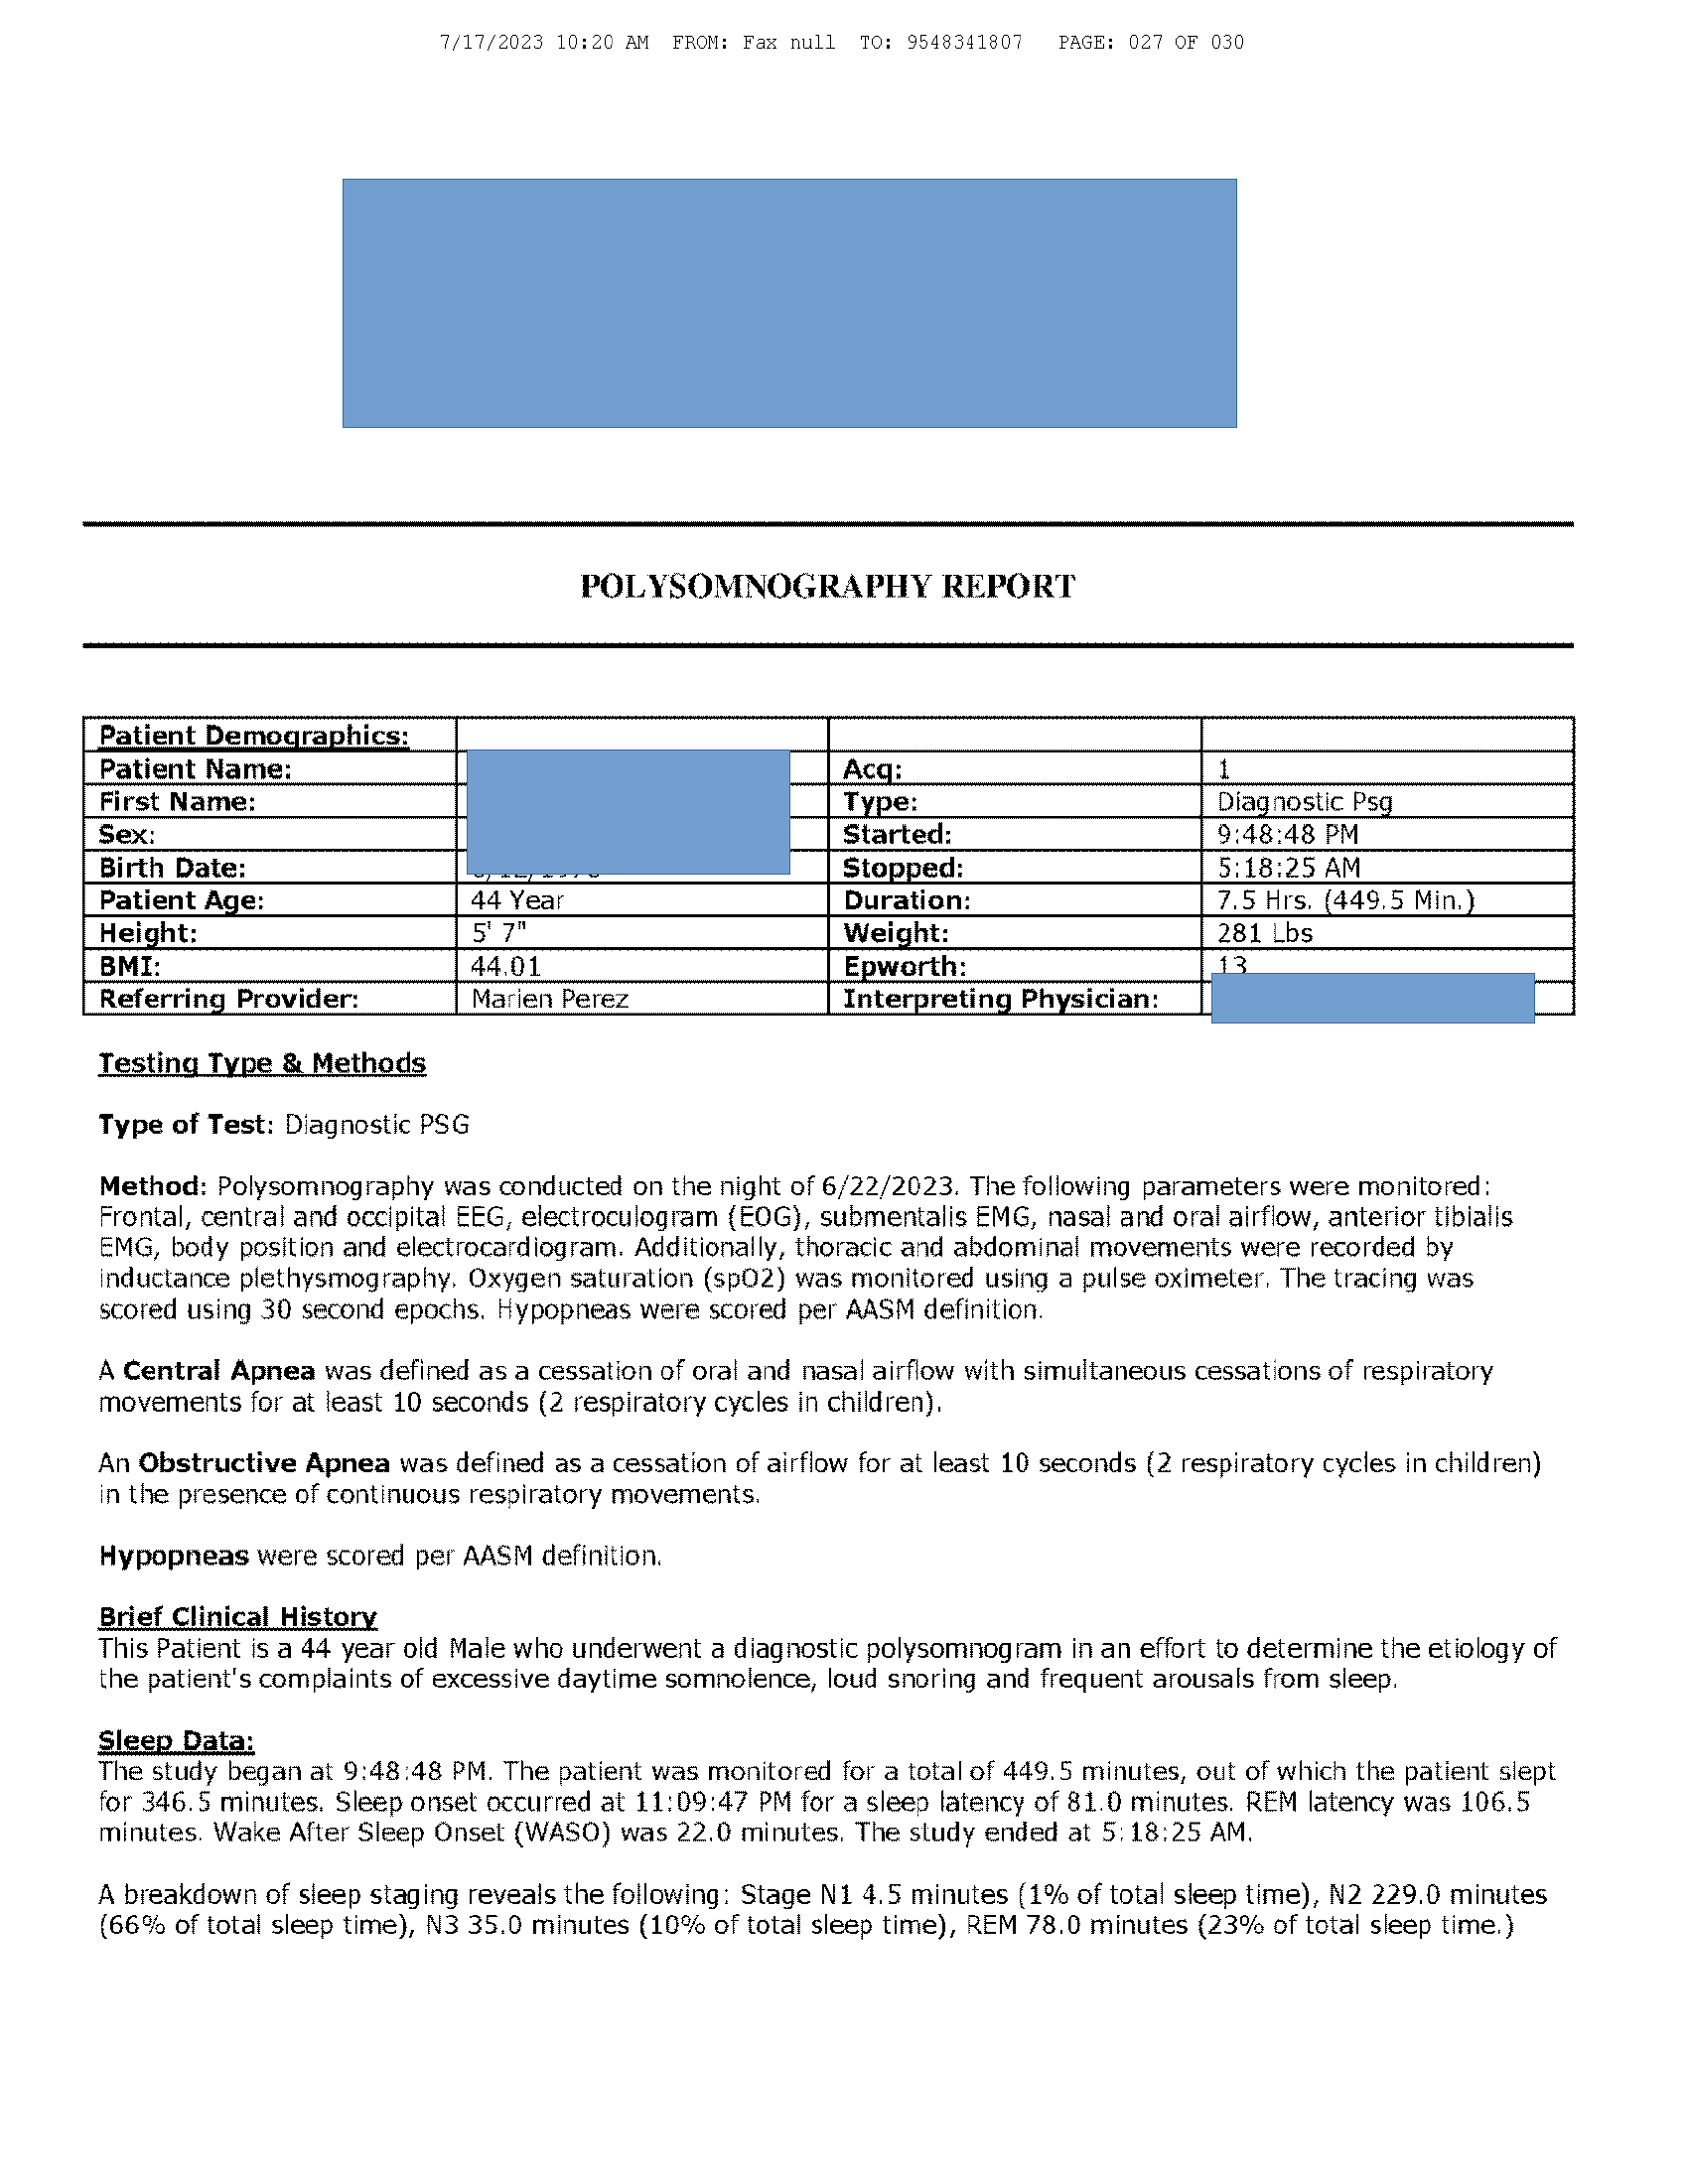 7/17/2023 10:20 AM FROM: Fax null TO: 9548341807 PAGE: 027 OF 030
POLYSOMNOGRAPHY REPORT
Patient Demographics:
Patient Name: Acq: 1
First Name: Type: Diagnostic Psg
Sex: Started: 9:48:48 PM
Birth Date: Stopped: 5:18:25 AM
Patient Age: 44 Year Duration: 7.5 Hrs. (449.5 Min.)
Height: 5' 7" Weight: 281 Lbs
BMI: 44.01 Epworth: 13
Referring Provider: Marien Perez Interpreting Physician:
Testing Type & Methods
Type of Test: Diagnostic PSG
Method: Polysomnography was conducted on the night of 6/22/2023. The following parameters were monitored:
Frontal, central and occipital EEG, electroculogram (EOG), submentalis EMG, nasal and oral airflow, anterior tibialis
EMG, body position and electrocardiogram. Additionally, thoracic and abdominal movements were recorded by
inductance plethysmography. Oxygen saturation (spO2) was monitored using a pulse oximeter. The tracing was
scored using 30 second epochs. Hypopneas were scored per AASM definition.
A Central Apnea was defined as a cessation of oral and nasal airflow with simultaneous cessations of respiratory
movements for at least 10 seconds (2 respiratory cycles in children).
An Obstructive Apnea was defined as a cessation of airflow for at least 10 seconds (2 respiratory cycles in children)
in the presence of continuous respiratory movements.
Hypopneas were scored per AASM definition.
Brief Clinical History
This Patient is a 44 year old Male who underwent a diagnostic polysomnogram in an effort to determine the etiology of
the patient's complaints of excessive daytime somnolence, loud snoring and frequent arousals from sleep.
Sleep Data:
The study began at 9:48:48 PM. The patient was monitored for a total of 449.5 minutes, out of which the patient slept
for 346.5 minutes. Sleep onset occurred at 11:09:47 PM for a sleep latency of 81.0 minutes. REM latency was 106.5
minutes. Wake After Sleep Onset (WASO) was 22.0 minutes. The study ended at 5:18:25 AM.
A breakdown of sleep staging reveals the following: Stage N1 4.5 minutes (1% of total sleep time), N2 229.0 minutes
(66% of total sleep time), N3 35.0 minutes (10% of total sleep time), REM 78.0 minutes (23% of total sleep time.)